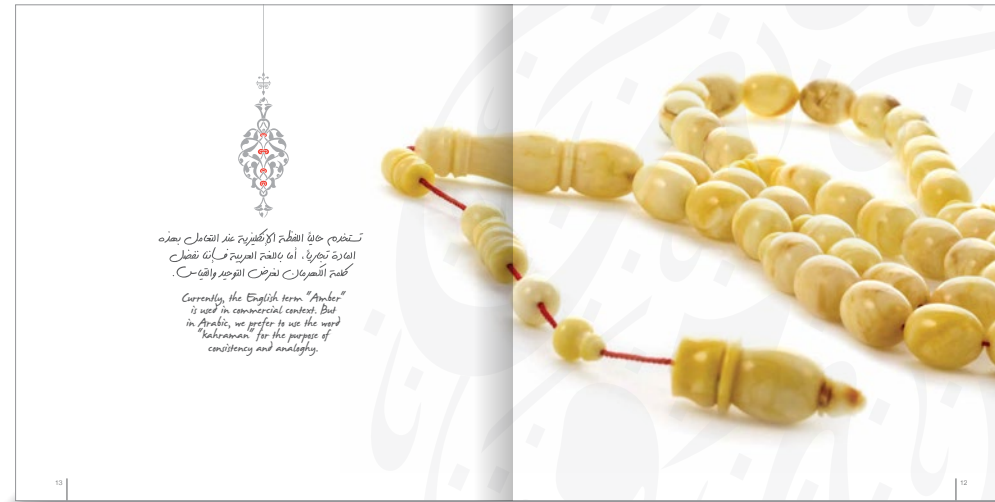 تستخدم حالياً اللفظة الانكليزية عند التعامل بهذه
المادة تجارياً، أما باللغة العربية فإننا نفضل
كلمة الكهرمان لغرض التوحيد والقياس.
Currently, the English term "Amber"
is used in commercial context. But
in Arabic, we prefer to use the word
"kahraman" for the purpose of
consistency and analoghy.
13
12